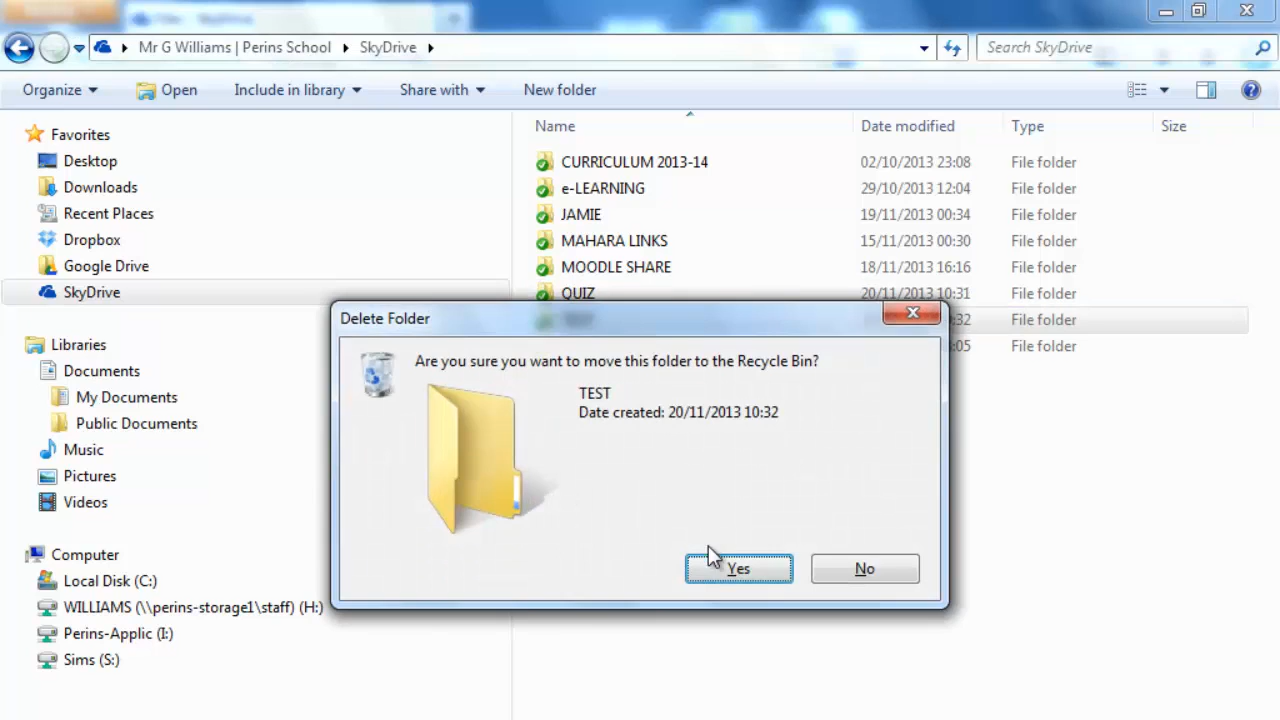 Mr G Williams | Perins School SkyDrive
Search SkyDrive
Organize Open Include in library Share with New folder
Favorites
Desktop
Downloads
Recent Places
Dropbox
Google Drive
SkyDrive
Libraries
Documents
My Documents
Public Documents
Music
Pictures
Videos
Computer
Local Disk (C:)
WILLIAMS (\\perins-storage1\staff) (H:)
Perins-Applic (I:)
Sims (S:)
Name Date modified Type Size
CURRICULUM 2013-14 02/10/2013 23:08 File folder
e-LEARNING 29/10/2013 12:04 File folder
JAMIE 19/11/2013 00:34 File folder
MAHARA LINKS 15/11/2013 00:30 File folder
MOODLE SHARE 18/11/2013 16:16 File folder
QUIZ 20/11/2013 10:31 File folder
:32 File folder
:05 File folder
Delete Folder
Are you sure you want to move this folder to the Recycle Bin?
TEST
Date created: 20/11/2013 10:32
Yes No